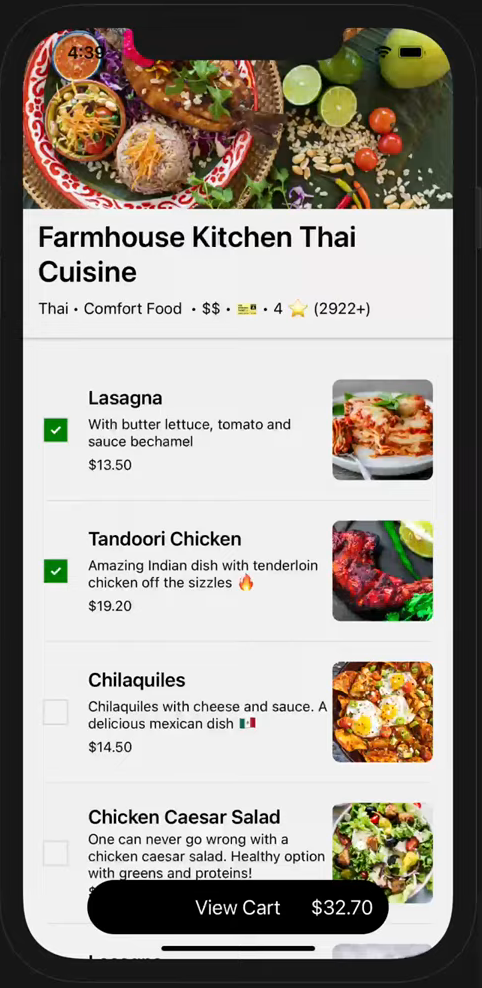 4:39
Farmhouse Kitchen Thai
Cuisine
Thai • Comfort Food • $$ • 🎫 • 4 ⭐ (2922+)
Lasagna
With butter lettuce, tomato and
sauce bechamel
$13.50
Tandoori Chicken
Amazing Indian dish with tenderloin
chicken off the sizzles 🔥
$19.20
Chilaquiles
Chilaquiles with cheese and sauce. A
delicious mexican dish 🇲🇽
$14.50
Chicken Caesar Salad
One can never go wrong with a
chicken caesar salad. Healthy option
with greens and proteins!
View Cart $32.70